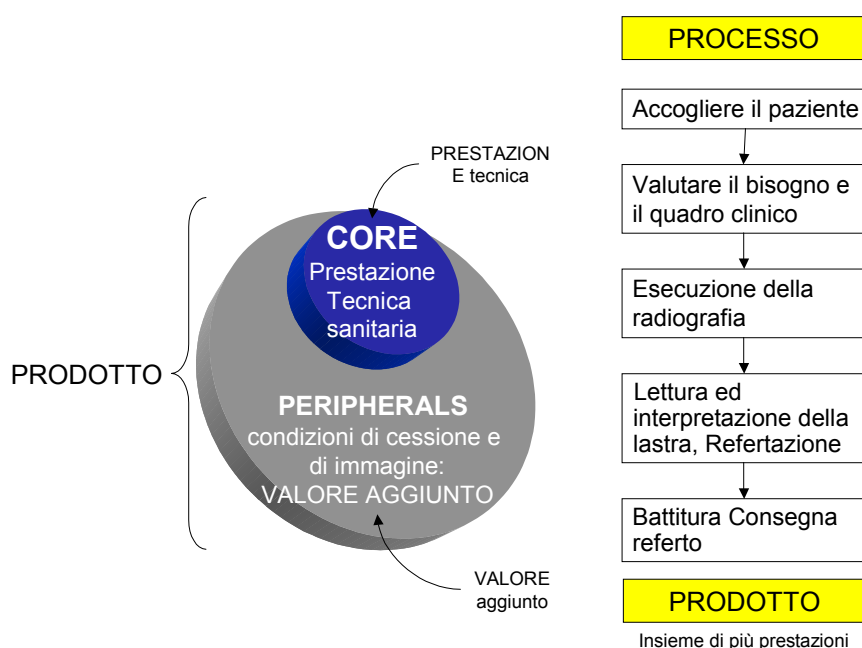 PROCESSO
Accogliere il paziente
Valutare il bisogno e
il quadro clinico
Esecuzione della
radiografia
Lettura ed
interpretazione della
lastra, Refertazione
Battitura Consegna
referto
PRODOTTO
Insieme di più prestazioni
PRESTAZION
E tecnica
CORE
Prestazione
Tecnica
sanitaria
PRODOTTO
PERIPHERALS
condizioni di cessione e
di immagine:
VALORE AGGIUNTO
VALORE
aggiunto